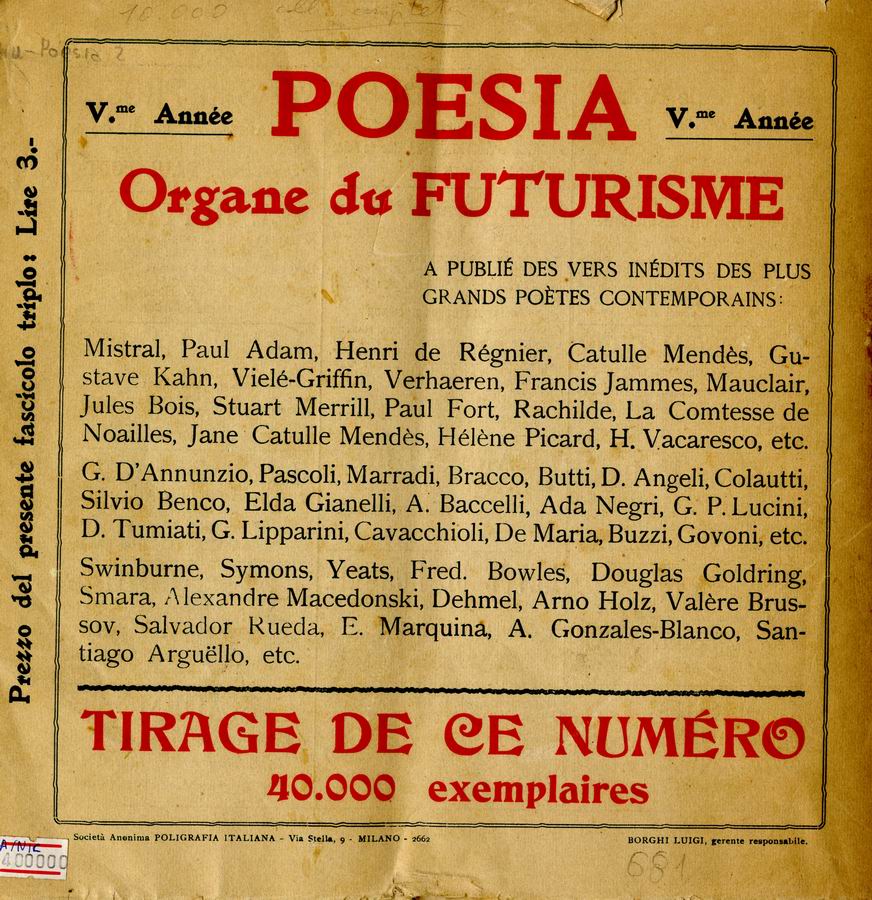 10.000
V.me Année
POESIA
V.me Année
Organe du FUTURISME
A PUBLIÉ DES VERS INÉDITS DES PLUS
GRANDS POÈTES CONTEMPORAINS:
Mistral, Paul Adam, Henri de Régnier, Catulle Mendès, Gu-
stave Kahn, Vielé-Griffin, Verhaeren, Francis Jammes, Mauclair,
Jules Bois, Stuart Merrill, Paul Fort, Rachilde, La Comtesse de
Noailles, Jane Catulle Mendès, Hélène Picard, H. Vacaresco, etc.
G. D'Annunzio, Pascoli, Marradi, Bracco, Butti, D. Angeli, Colautti,
Silvio Benco, Elda Gianelli, A. Baccelli, Ada Negri, G. P. Lucini,
D. Tumiati, G. Lipparini, Cavacchioli, De Maria, Buzzi, Govoni, etc.
Swinburne, Symons, Yeats, Fred. Bowles, Douglas Goldring,
Smara, Alexandre Macedonski, Dehmel, Arno Holz, Valère Brus-
sov, Salvador Rueda, E. Marquina, A. Gonzales-Blanco, San-
tiago Arguëllo, etc.
TIRAGE DE CE NUMÉRO
40.000 exemplaires
Prezzo del presente fascicolo triplo: Lire 3.-
Società Anonima POLIGRAFIA ITALIANA - Via Stella, 9 - MILANO - 2662
BORGHI LUIGI, gerente responsabile.
400000
681